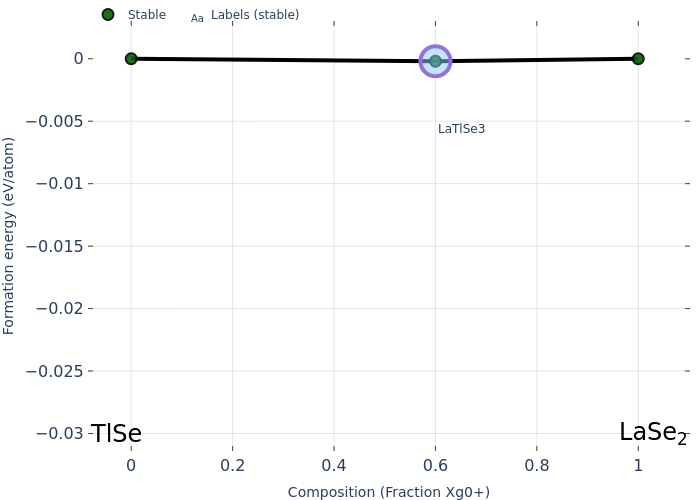 Stable
Aa Labels (stable)
Formation energy (eV/atom)
0
−0.005
−0.01
−0.015
−0.02
−0.025
−0.03
LaTlSe3
TlSe
LaSe₂
0 0.2 0.4 0.6 0.8 1
Composition (Fraction Xg0+)